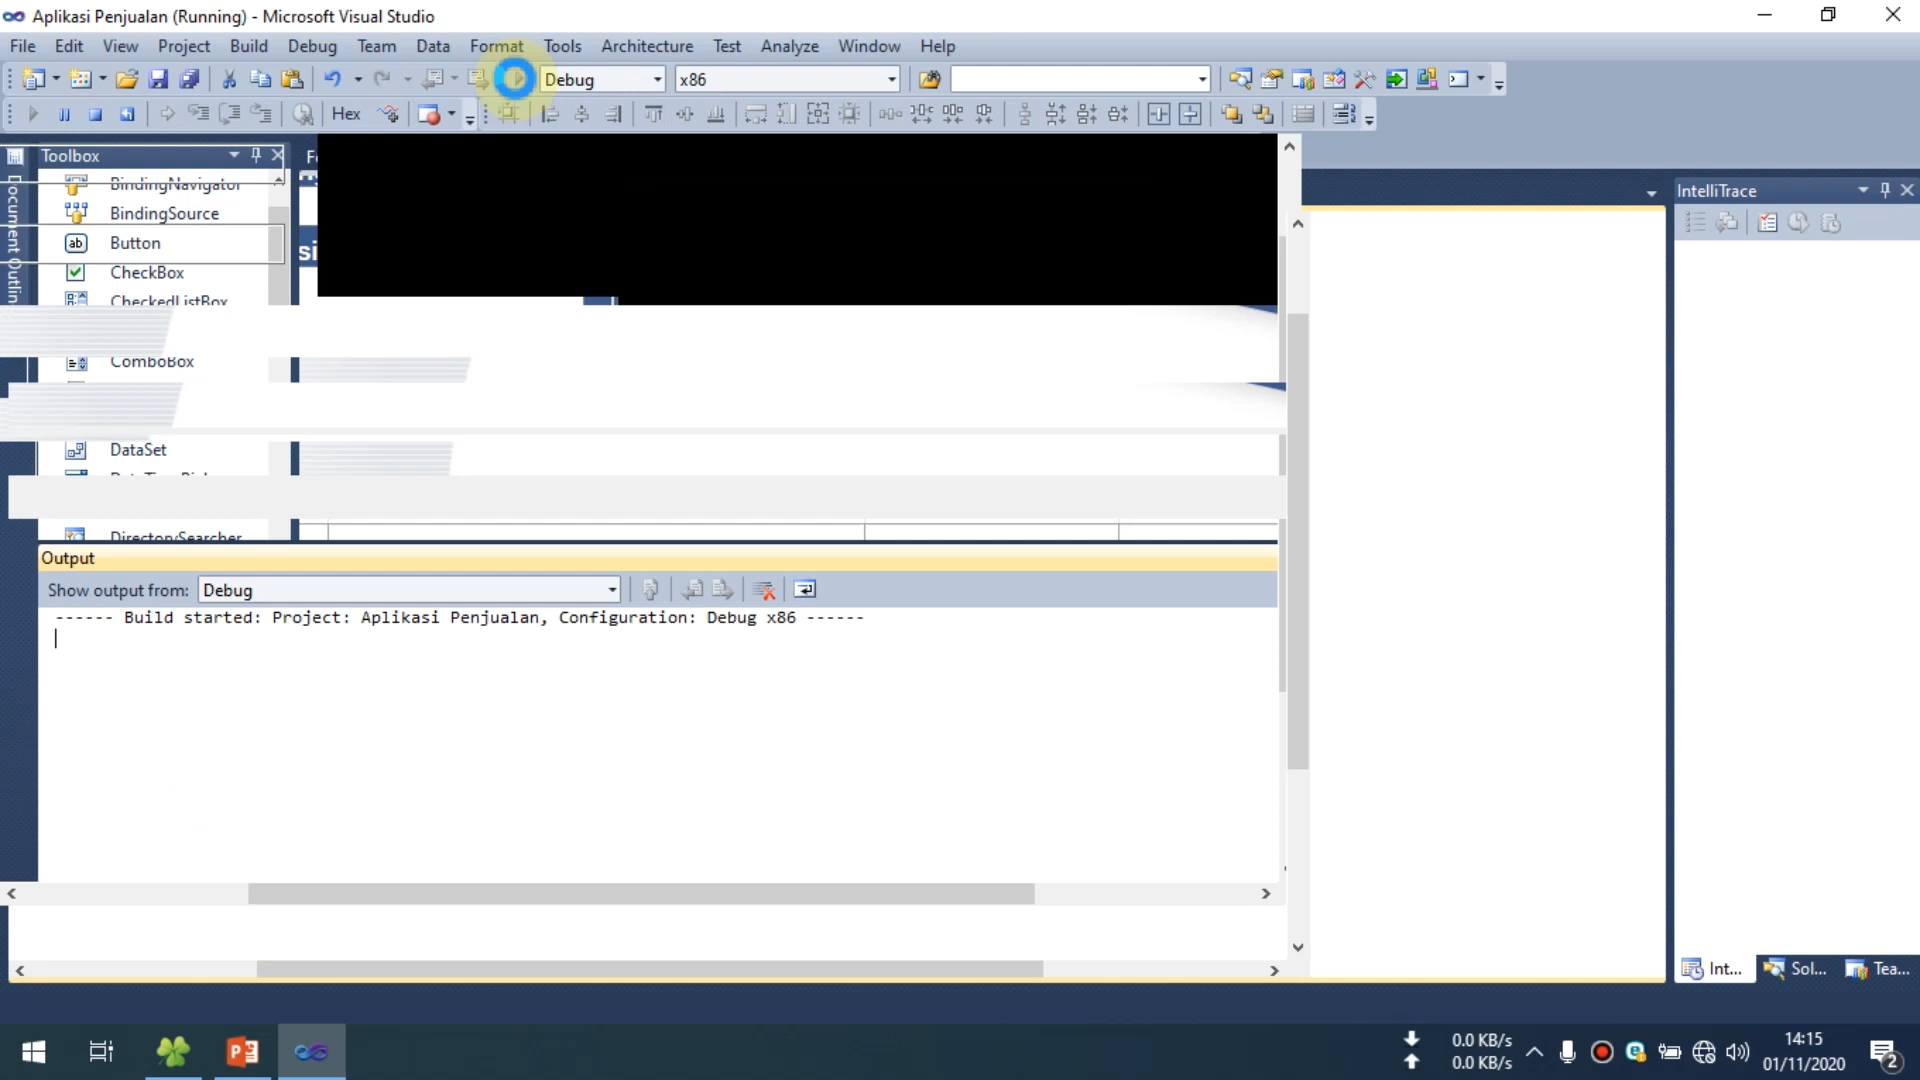 Aplikasi Penjualan (Running) - Microsoft Visual Studio
File Edit View Project Build Debug Team Data Format Tools Architecture Test Analyze Window Help
Debug x86
Hex
Toolbox
BindingNavigator
BindingSource
Button
CheckBox
CheckedListBox
ComboBox
DataSet
DirectorySearcher
Document Outlin
IntelliTrace
Output
Show output from: Debug
------ Build started: Project: Aplikasi Penjualan, Configuration: Debug x86 ------
Int... Sol... Tea...
0.0 KB/s
0.0 KB/s
14:15
01/11/2020
2